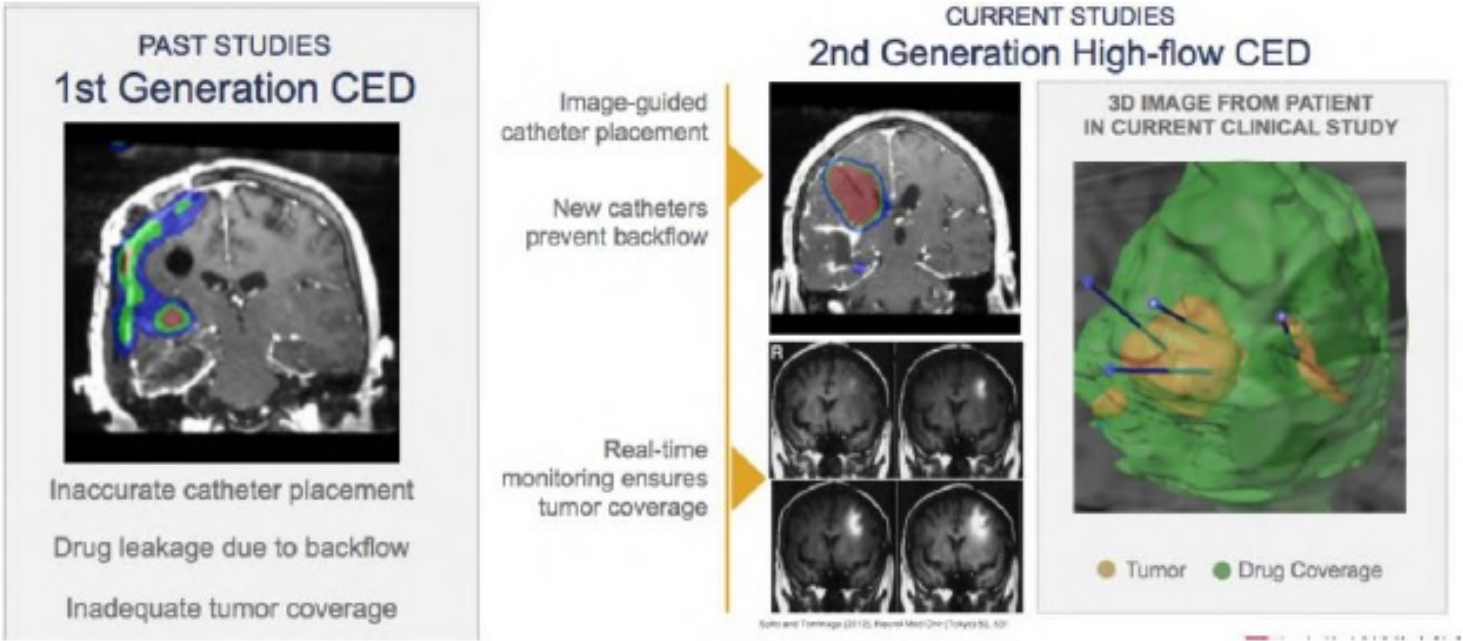 PAST STUDIES
1st Generation CED
Inaccurate catheter placement
Drug leakage due to backflow
Inadequate tumor coverage
CURRENT STUDIES
2nd Generation High-flow CED
Image-guided
catheter placement
New catheters
prevent backflow
Real-time
monitoring ensures
tumor coverage
R
3D IMAGE FROM PATIENT
IN CURRENT CLINICAL STUDY
Tumor
Drug Coverage